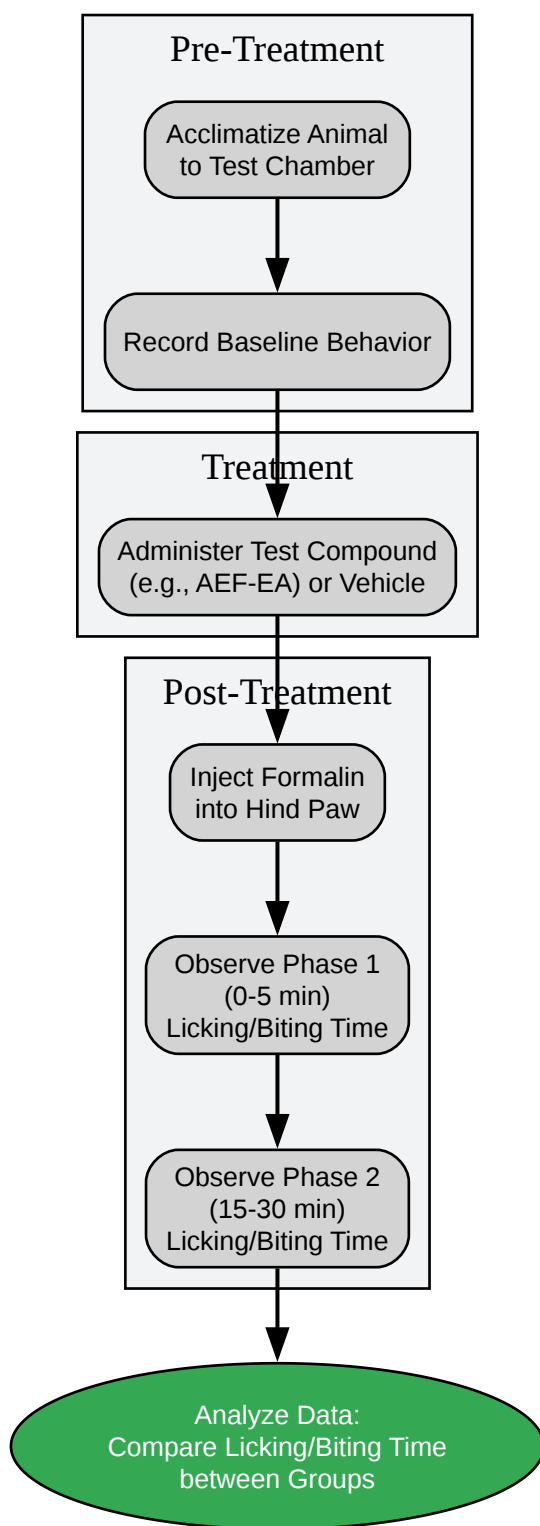 Pre-Treatment
Acclimatize Animal
to Test Chamber
Record Baseline Behavior
Treatment
Administer Test Compound
(e.g., AEF-EA) or Vehicle
Post-Treatment
Inject Formalin
into Hind Paw
Observe Phase 1
(0-5 min)
Licking/Biting Time
Observe Phase 2
(15-30 min)
Licking/Biting Time
Analyze Data:
Compare Licking/Biting Time
between Groups